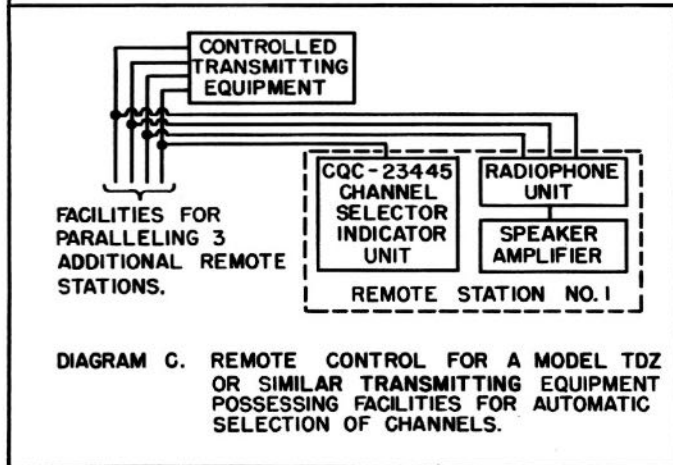 CONTROLLED
TRANSMITTING
EQUIPMENT
CQC-23445
CHANNEL
SELECTOR
INDICATOR
UNIT
RADIOPHONE
UNIT
SPEAKER
AMPLIFIER
REMOTE STATION NO. 1
FACILITIES FOR
PARALLELING 3
ADDITIONAL REMOTE
STATIONS.
DIAGRAM C. REMOTE CONTROL FOR A MODEL TDZ
OR SIMILAR TRANSMITTING EQUIPMENT
POSSESSING FACILITIES FOR AUTOMATIC
SELECTION OF CHANNELS.